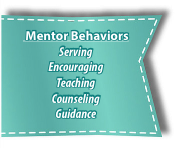 Mentor Behaviors
Serving
Encouraging
Teaching
Counseling
Guidance